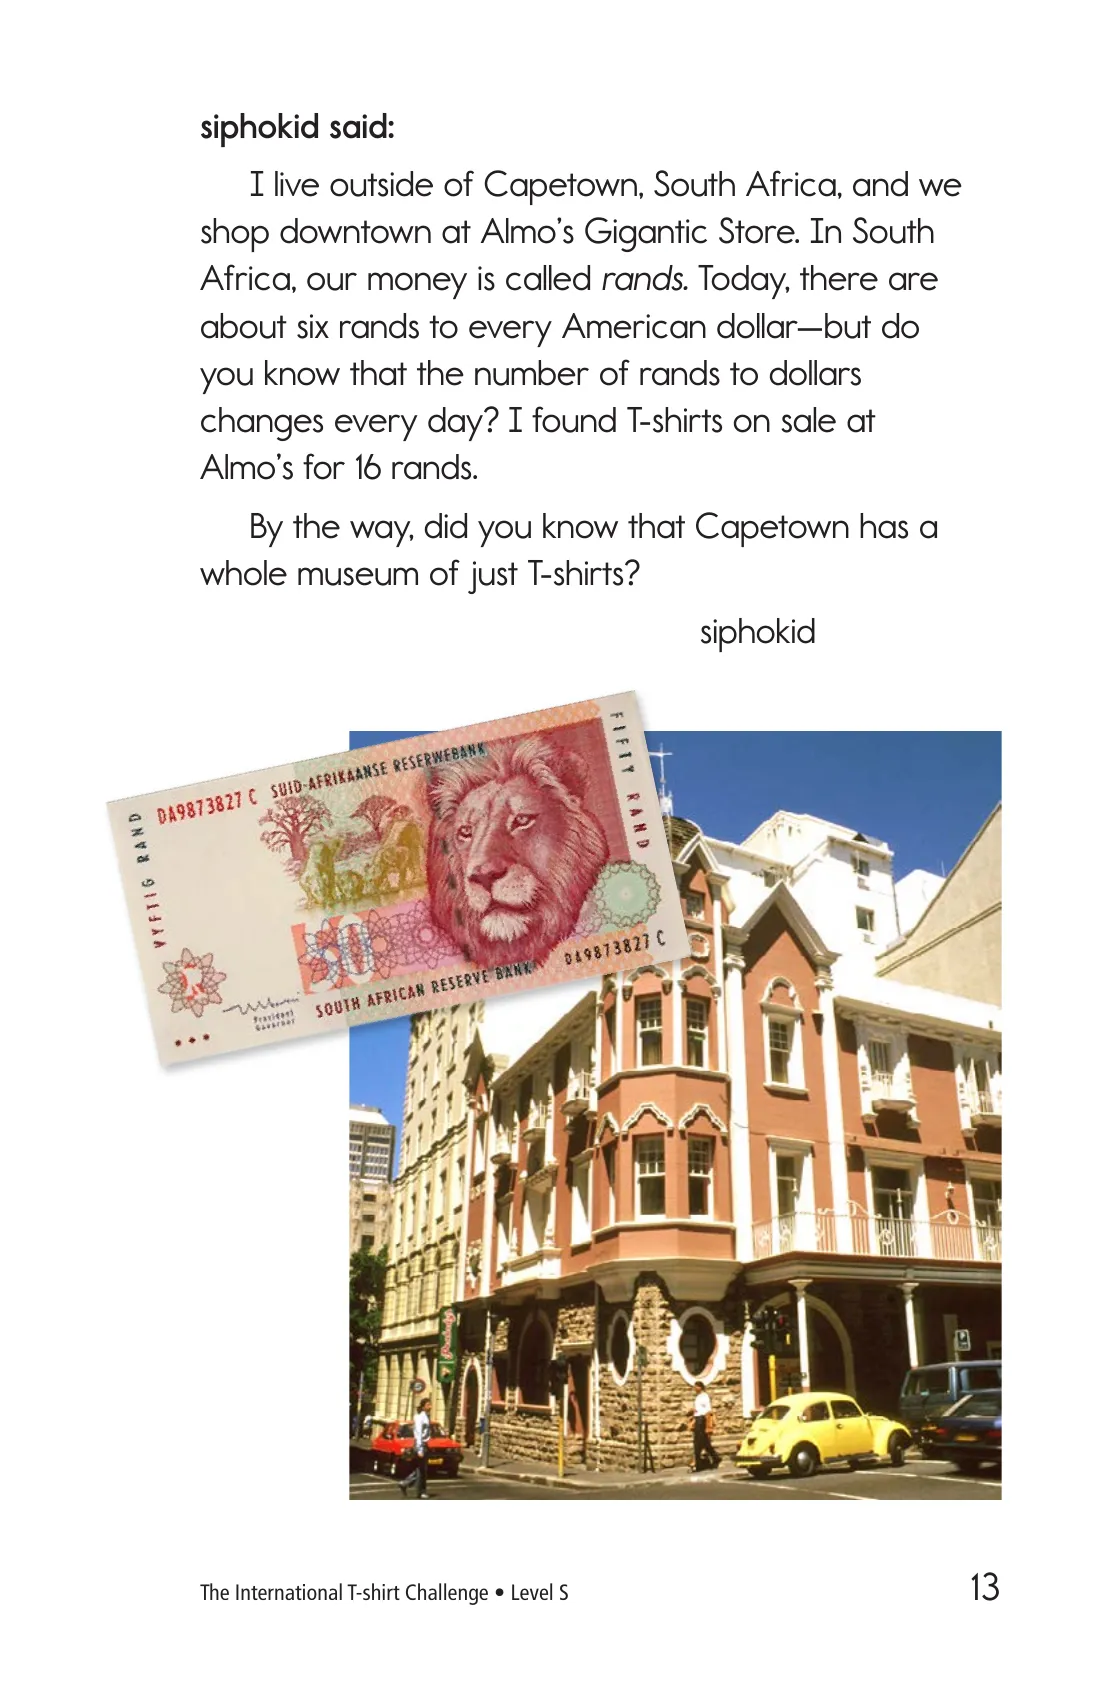 siphokid said:
I live outside of Capetown, South Africa, and we
shop downtown at Almo's Gigantic Store. In South
Africa, our money is called rands. Today, there are
about six rands to every American dollar—but do
you know that the number of rands to dollars
changes every day? I found T-shirts on sale at
Almo's for 16 rands.
By the way, did you know that Capetown has a
whole museum of just T-shirts?
siphokid
DA9873827 C SUID-AFRIKAANSE RESERWEBANK
FIFTY RAND
VYFTIG RAND
50
DA9873827 C
SOUTH AFRICAN RESERVE BANK
President
Governor
The International T-shirt Challenge • Level S
13